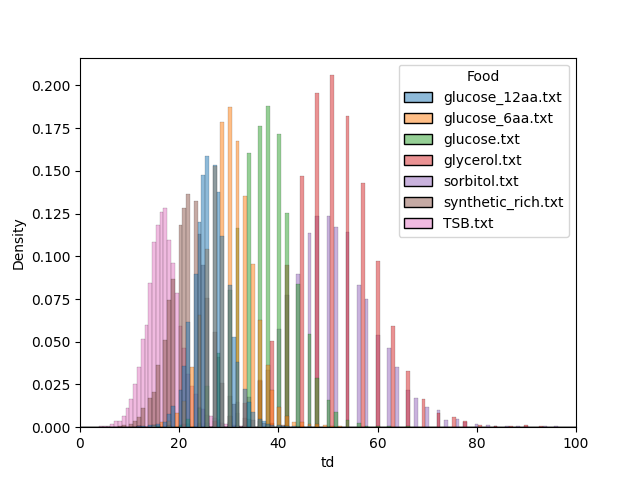 Food
glucose_12aa.txt
glucose_6aa.txt
glucose.txt
glycerol.txt
sorbitol.txt
synthetic_rich.txt
TSB.txt
0.200
0.175
0.150
0.125
0.100
0.075
0.050
0.025
0.000
Density
0 20 40 60 80 100
td